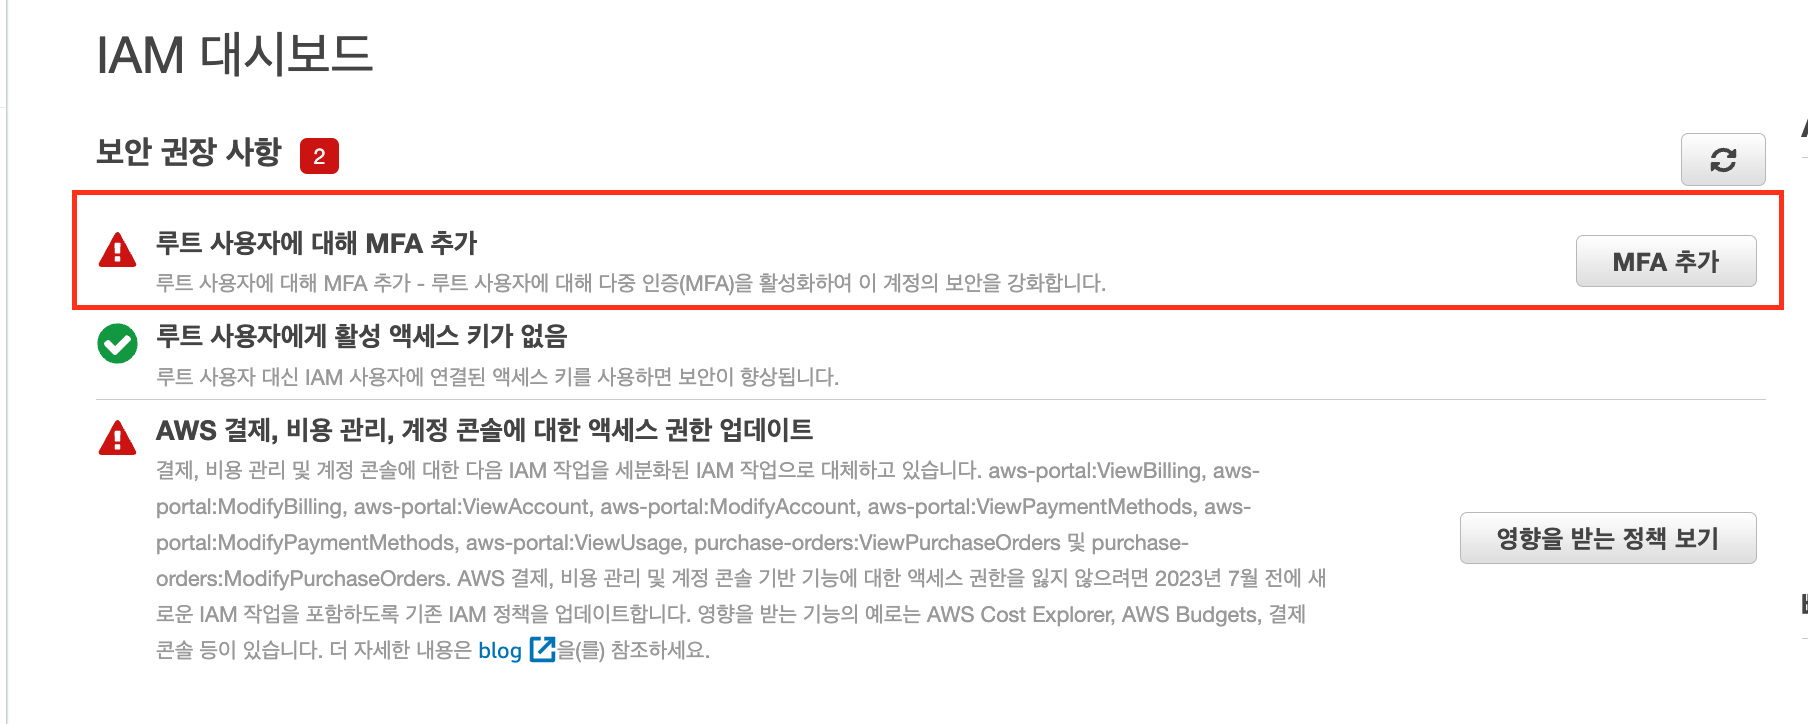 IAM 대시보드
보안 권장 사항 2
루트 사용자에 대해 MFA 추가
루트 사용자에 대해 MFA 추가 - 루트 사용자에 대해 다중 인증(MFA)을 활성화하여 이 계정의 보안을 강화합니다.
MFA 추가
루트 사용자에게 활성 액세스 키가 없음
루트 사용자 대신 IAM 사용자에 연결된 액세스 키를 사용하면 보안이 향상됩니다.
AWS 결제, 비용 관리, 계정 콘솔에 대한 액세스 권한 업데이트
결제, 비용 관리 및 계정 콘솔에 대한 다음 IAM 작업을 세분화된 IAM 작업으로 대체하고 있습니다. aws-portal:ViewBilling, aws-
portal:ModifyBilling, aws-portal:ViewAccount, aws-portal:ModifyAccount, aws-portal:ViewPaymentMethods, aws-
portal:ModifyPaymentMethods, aws-portal:ViewUsage, purchase-orders:ViewPurchaseOrders 및 purchase-
orders:ModifyPurchaseOrders. AWS 결제, 비용 관리 및 계정 콘솔 기반 기능에 대한 액세스 권한을 잃지 않으려면 2023년 7월 전에 새
로운 IAM 작업을 포함하도록 기존 IAM 정책을 업데이트합니다. 영향을 받는 기능의 예로는 AWS Cost Explorer, AWS Budgets, 결제
콘솔 등이 있습니다. 더 자세한 내용은 blog 을(를) 참조하세요.
영향을 받는 정책 보기